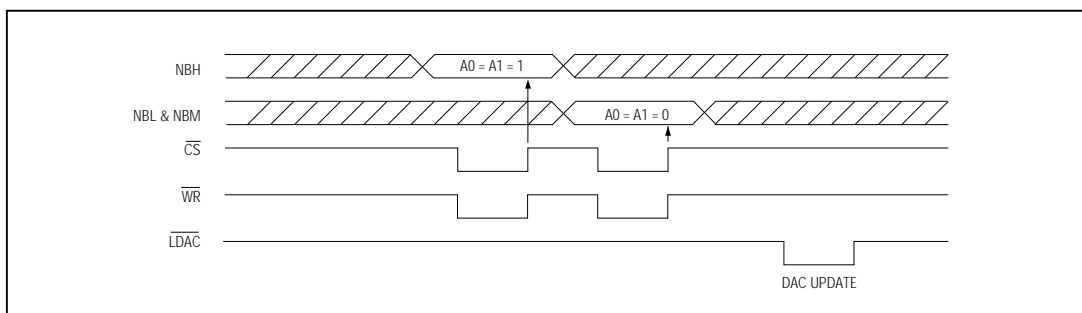 NBH
A0 = A1 = 1
NBL & NBM
A0 = A1 = 0
CS
WR
LDAC
DAC UPDATE